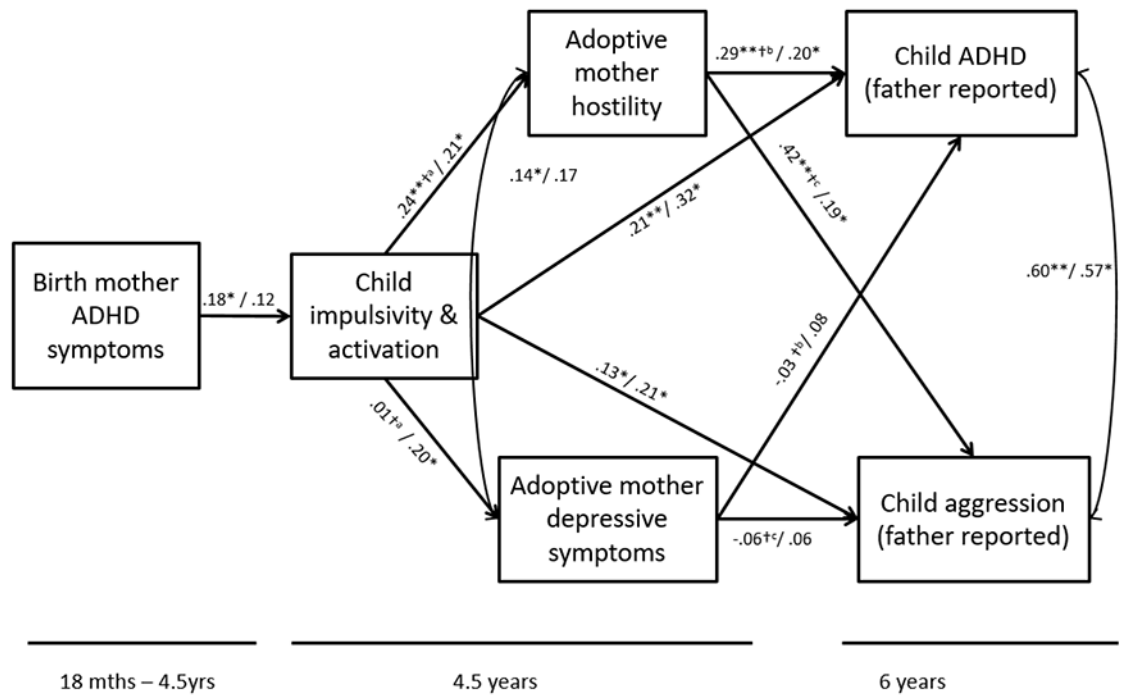 Adoptive
mother
hostility
.29**†ᵇ/ .20*
Child ADHD
(father reported)
.24**†ᵃ/ .21*
.14*/ .17
.21**/ .32*
.42**†ᶜ/.19*
Birth mother
ADHD
symptoms
.18* / .12
Child
impulsivity &
activation
.60**/ .57*
-.03 †ᵇ/ .08
.13*/ .21*
.01†ᵃ / .20*
Adoptive mother
depressive
symptoms
-.06†ᶜ/ .06
Child aggression
(father reported)
18 mths – 4.5yrs
4.5 years
6 years